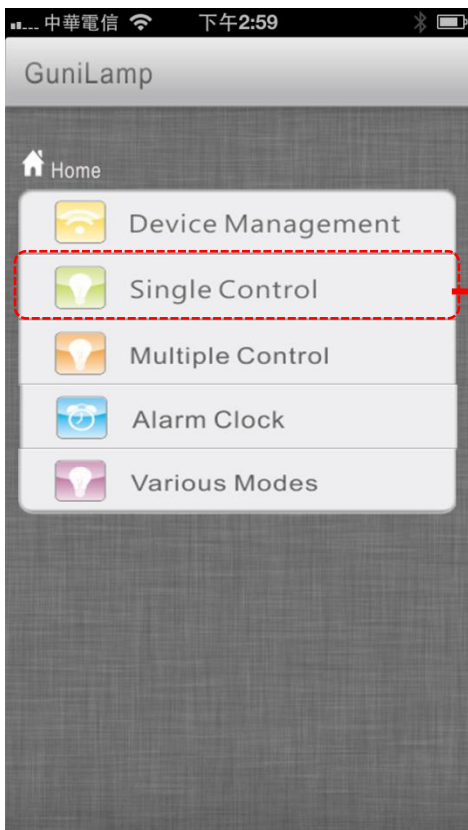 中華電信 下午2:59
GuniLamp
Home
Device Management
Single Control
Multiple Control
Alarm Clock
Various Modes